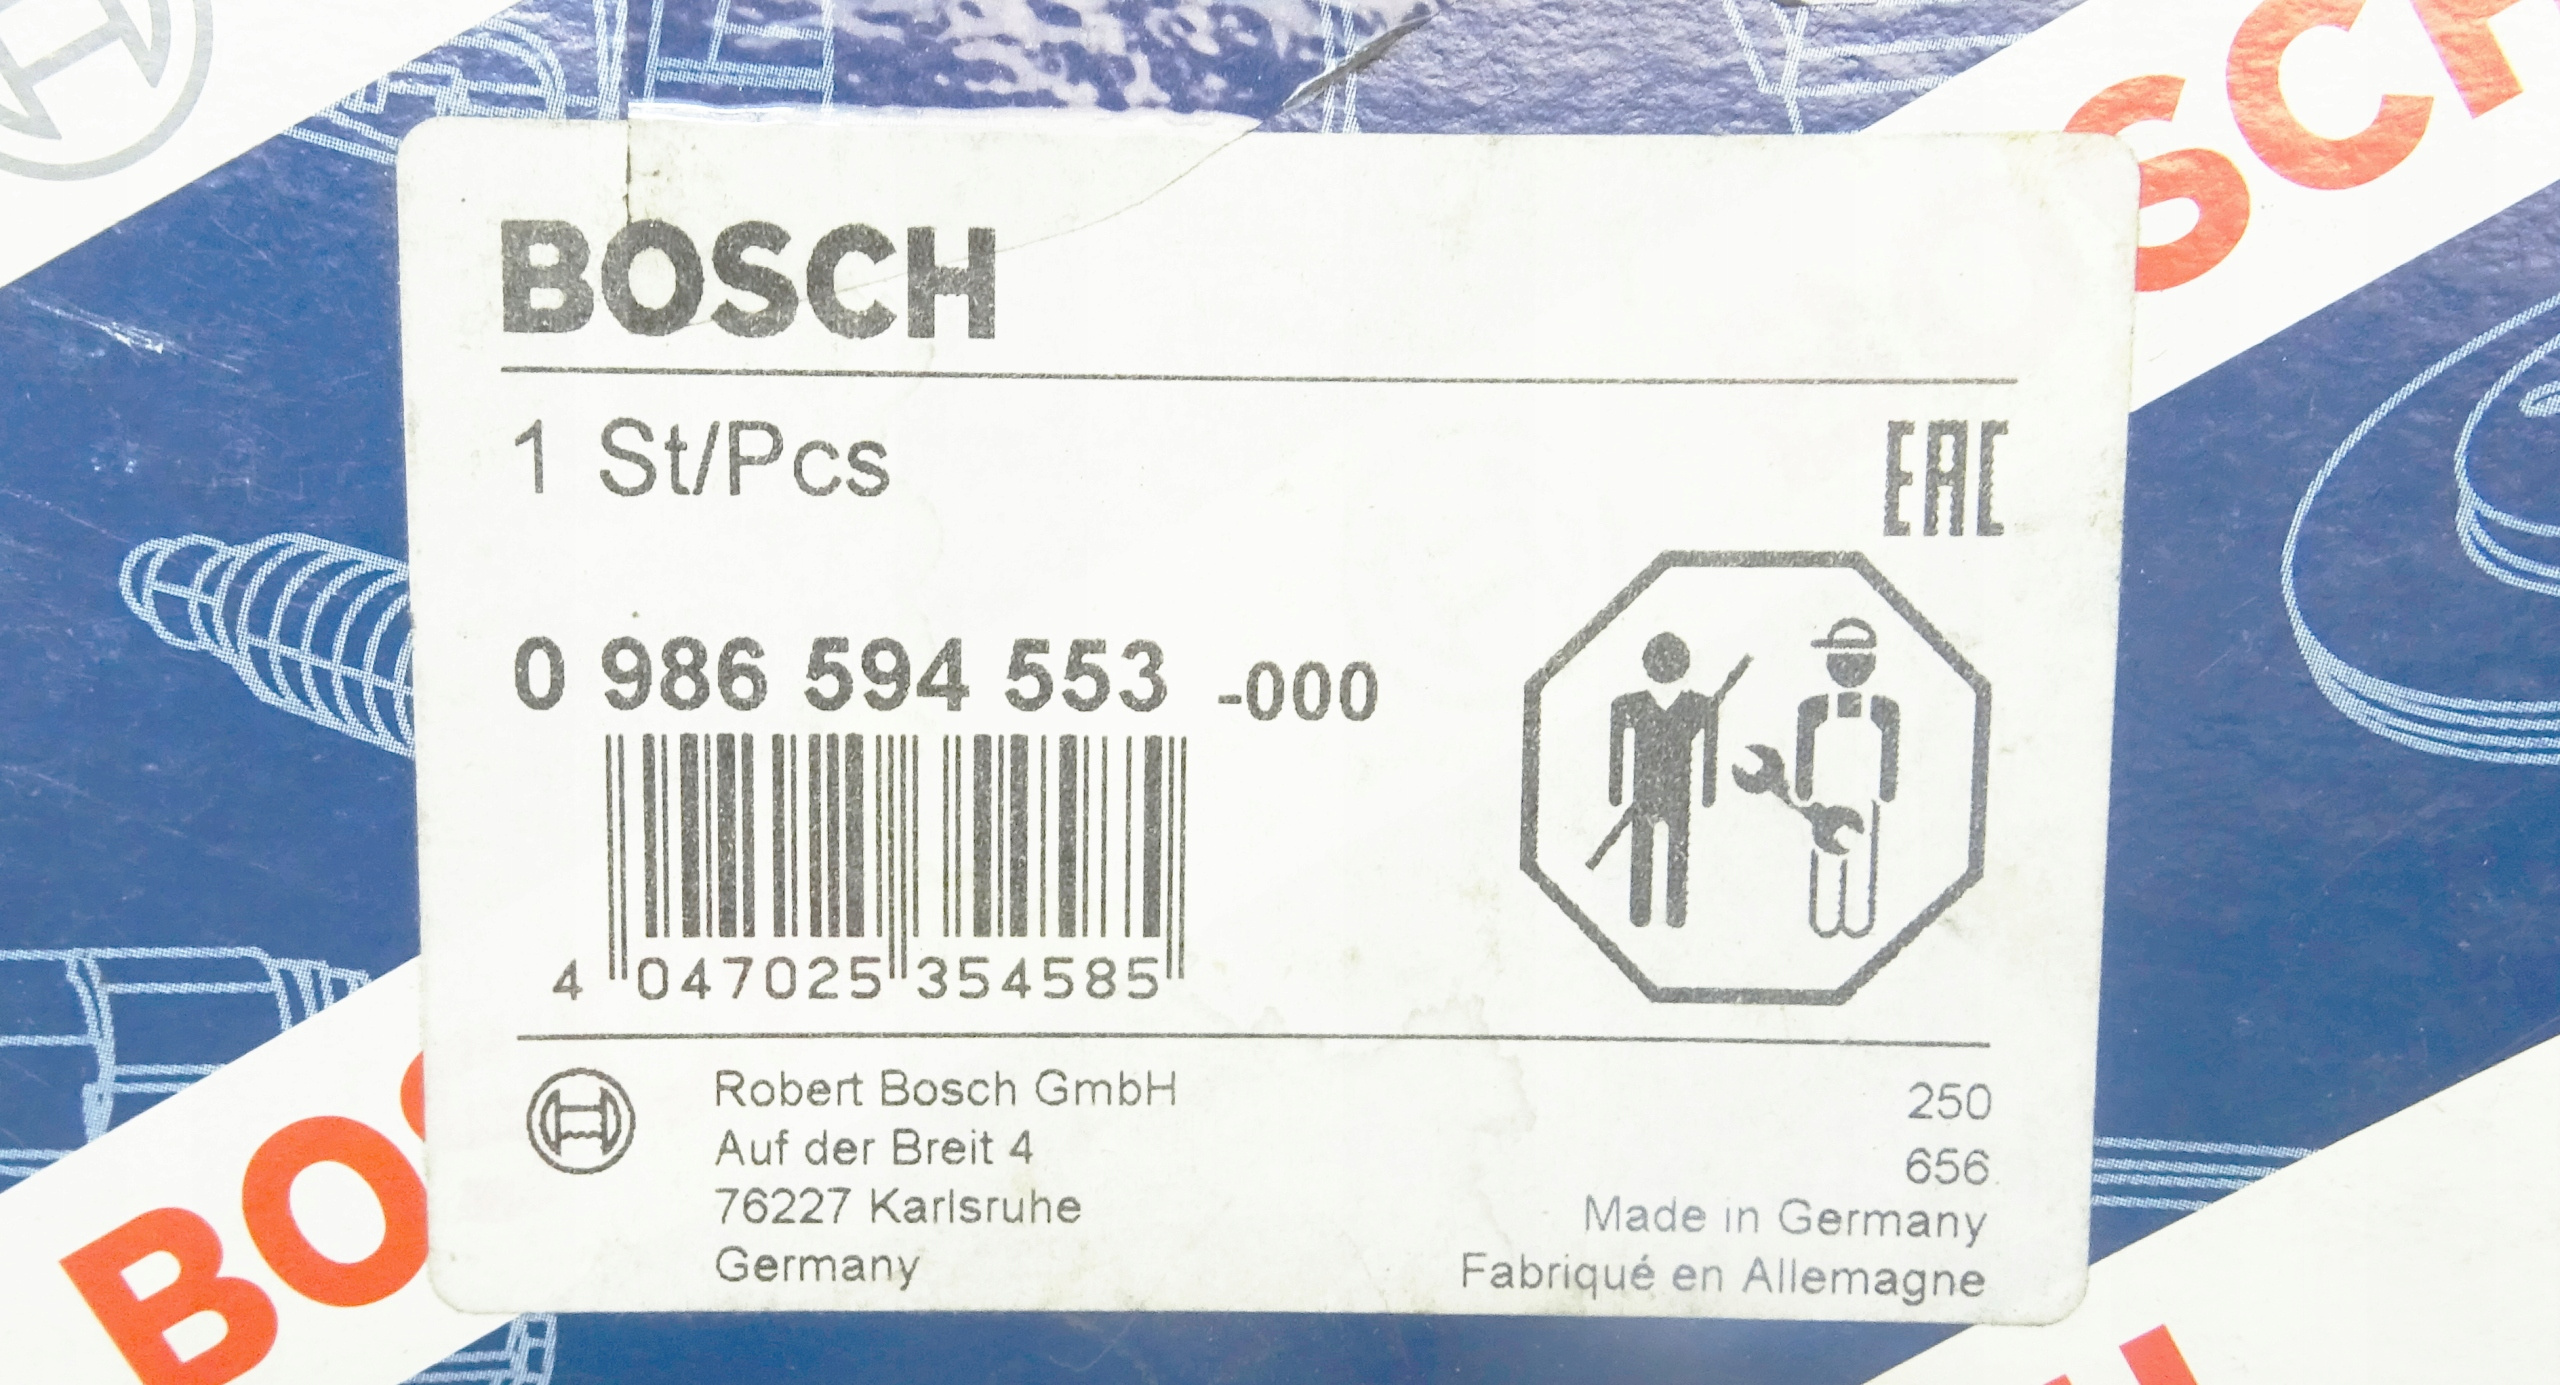 BOSCH
1 St/Pcs
EAC
0 986 594 553 -000
4 047025 354585
Robert Bosch GmbH
Auf der Breit 4
76227 Karlsruhe
Germany
250
656
Made in Germany
Fabriqué en Allemagne